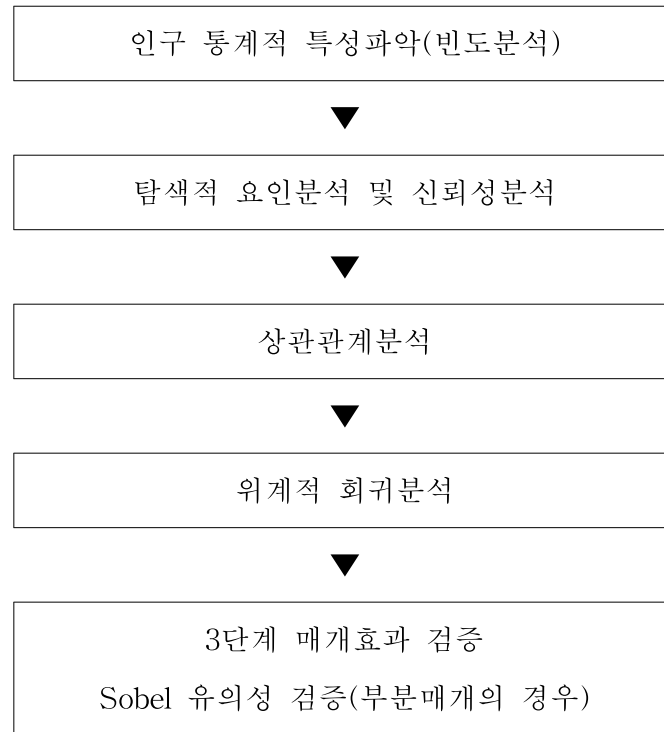 인구 통계적 특성파악(빈도분석)
탐색적 요인분석 및 신뢰성분석
상관관계분석
위계적 회귀분석
3단계 매개효과 검증
Sobel 유의성 검증(부분매개의 경우)